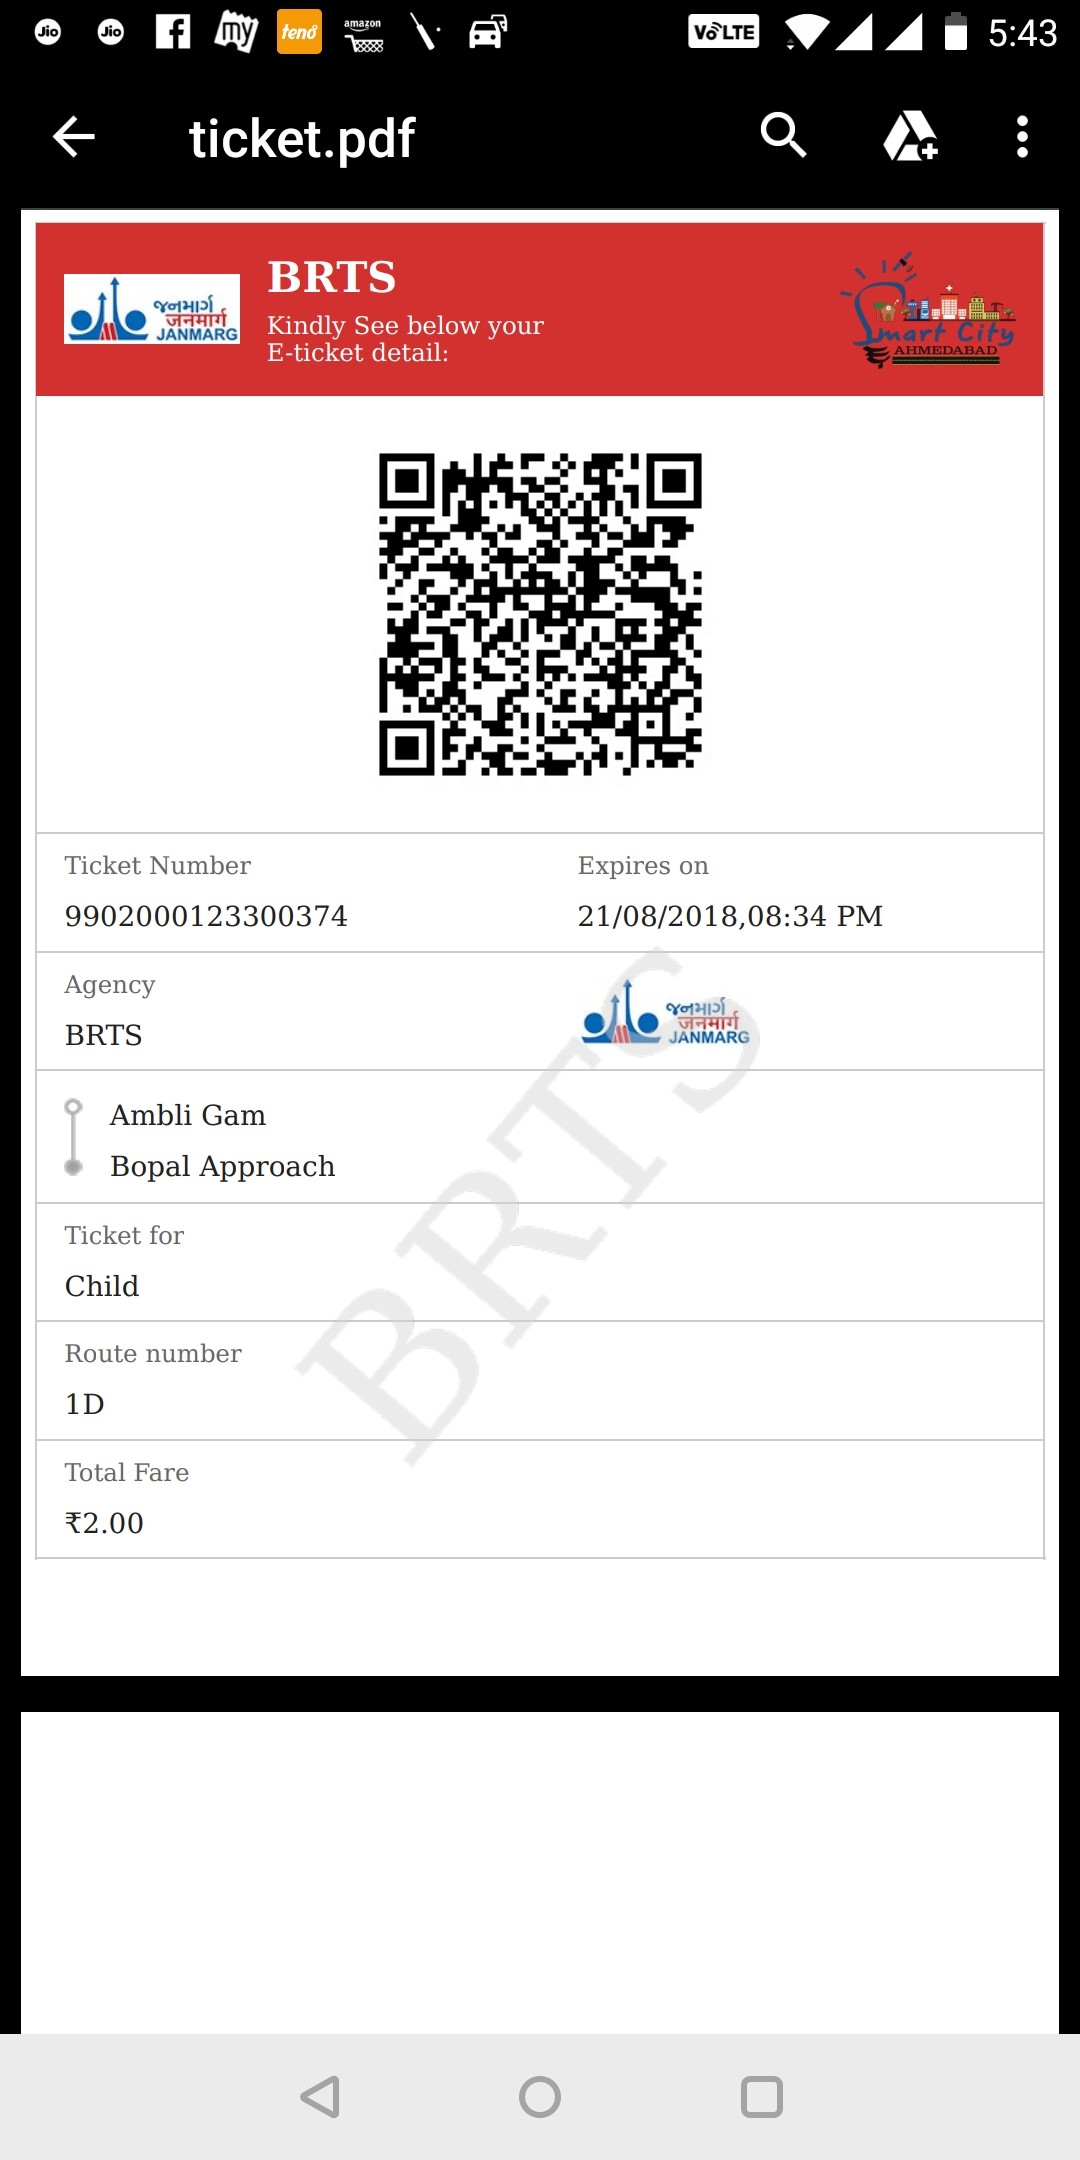 Jio Jio my tenő amazon VoLTE 5:43
ticket.pdf
જનમાર્ગ
जनमार्ग
JANMARG
BRTS
Kindly See below your
E-ticket detail:
Smart City
AHMEDABAD
Ticket Number
Expires on
9902000123300374
21/08/2018,08:34 PM
Agency
BRTS
જનમાર્ગ
जनमार्ग
JANMARG
Ambli Gam
Bopal Approach
Ticket for
Child
Route number
1D
Total Fare
₹2.00
BRTS